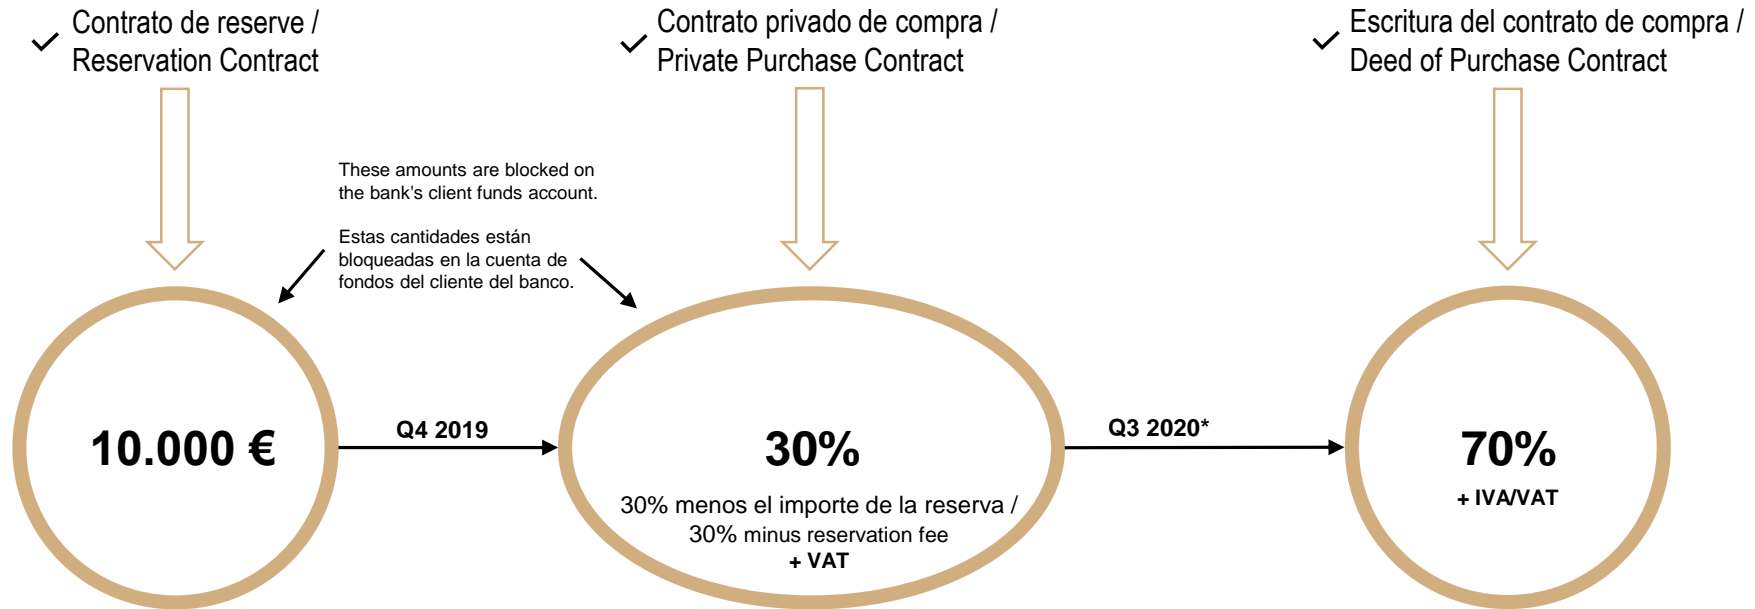 Contrato de reserve /
Reservation Contract
Contrato privado de compra /
Private Purchase Contract
Escritura del contrato de compra /
Deed of Purchase Contract
These amounts are blocked on
the bank's client funds account.
Estas cantidades están
bloqueadas en la cuenta de
fondos del cliente del banco.
10.000 €
Q4 2019
30%
30% menos el importe de la reserva /
30% minus reservation fee
+ VAT
Q3 2020*
70%
+ IVA/VAT